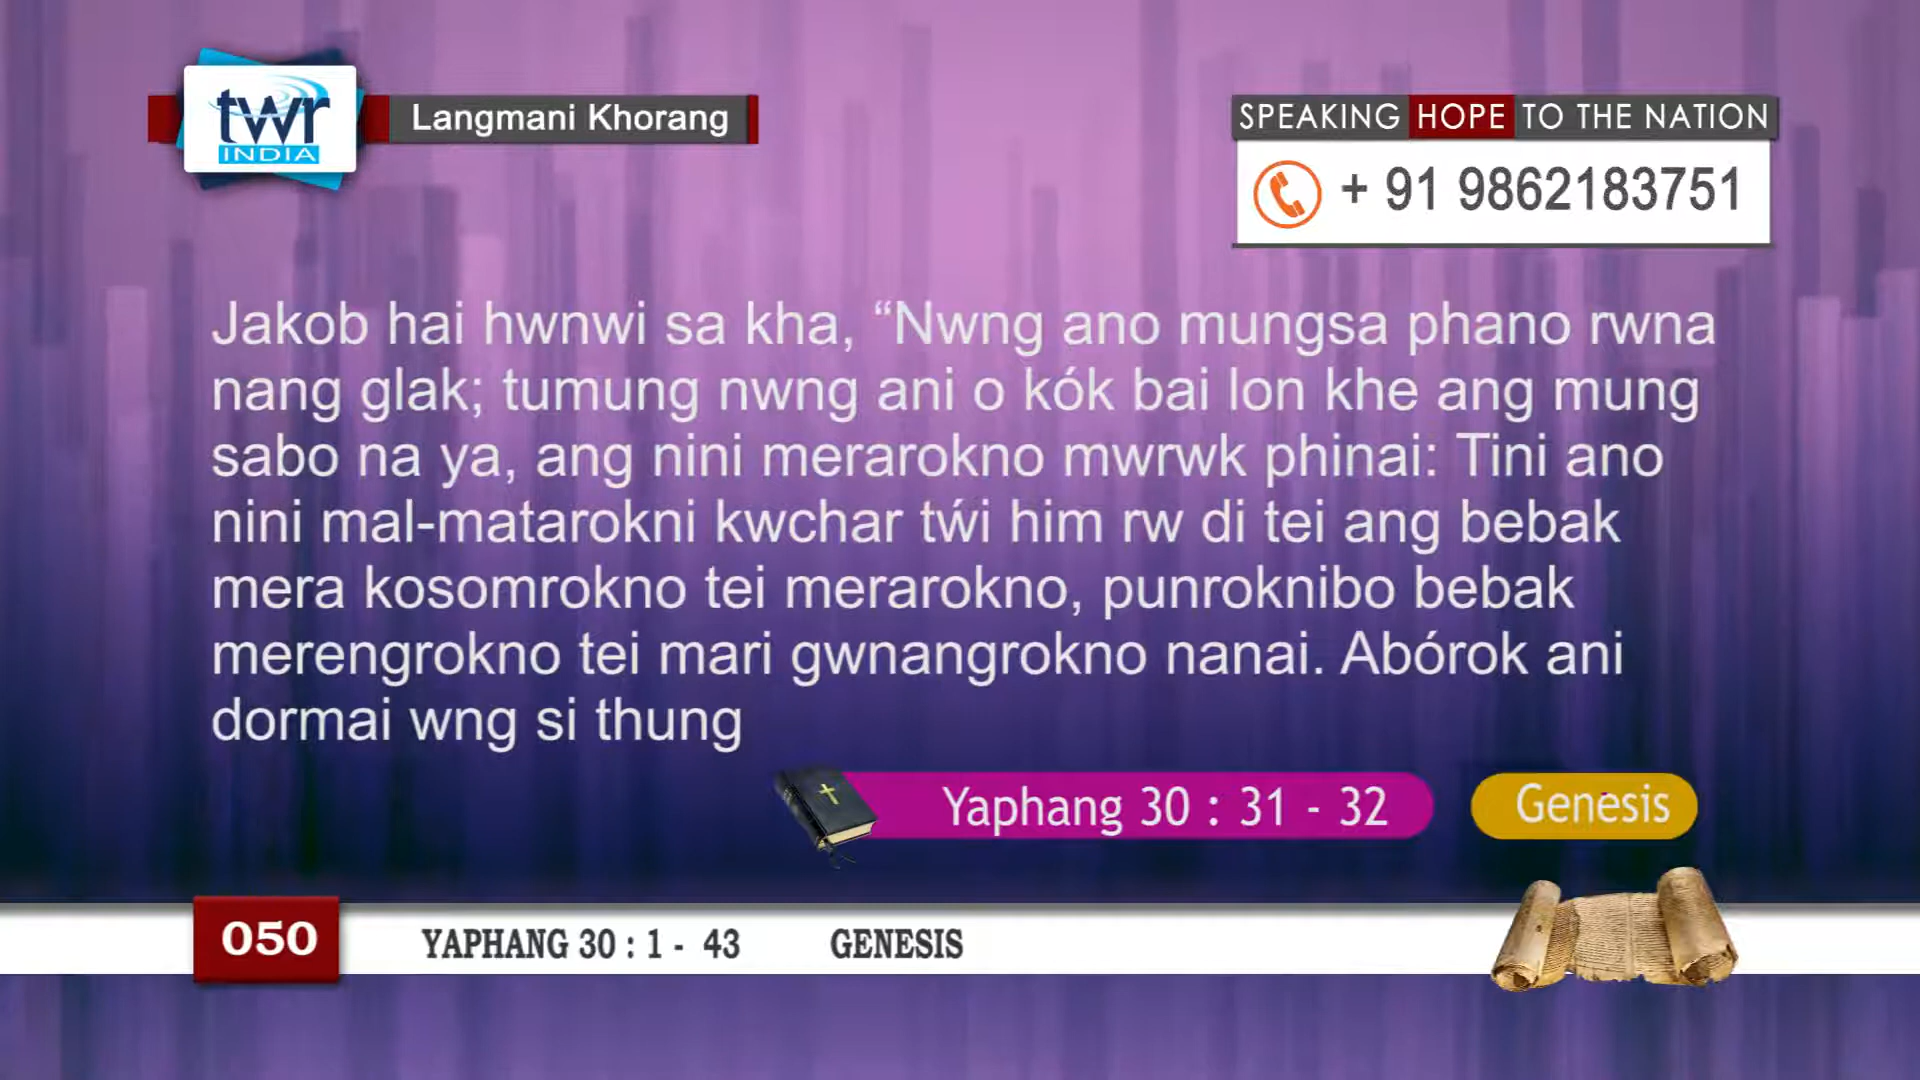 twr
INDIA
Langmani Khorang
SPEAKING HOPE TO THE NATION
+ 91 9862183751
Jakob hai hwnwi sa kha, “Nwng ano mungsa phano rwna
nang glak; tumung nwng ani o kók bai lon khe ang mung
sabo na ya, ang nini merarokno mwrwk phinai: Tini ano
nini mal-matarokni kwchar tẃi him rw di tei ang bebak
mera kosomrokno tei merarokno, punroknibo bebak
merengrokno tei mari gwnangrokno nanai. Abórok ani
dormai wng si thung
Yaphang 30 : 31 - 32
Genesis
050
YAPHANG 30 : 1 - 43
GENESIS